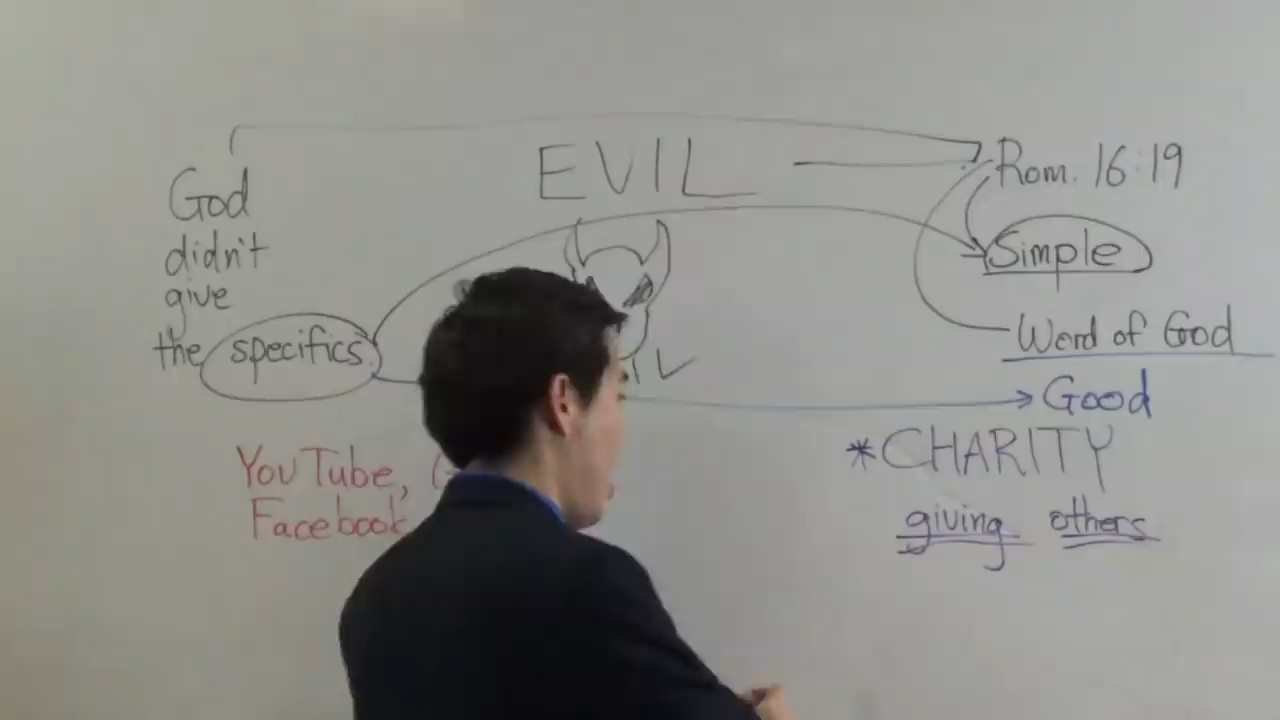 EVIL
God
didn't
give
the specifics
YouTube,
Facebook
Rom. 16:19
Simple
Word of God
Good
*CHARITY
giving others